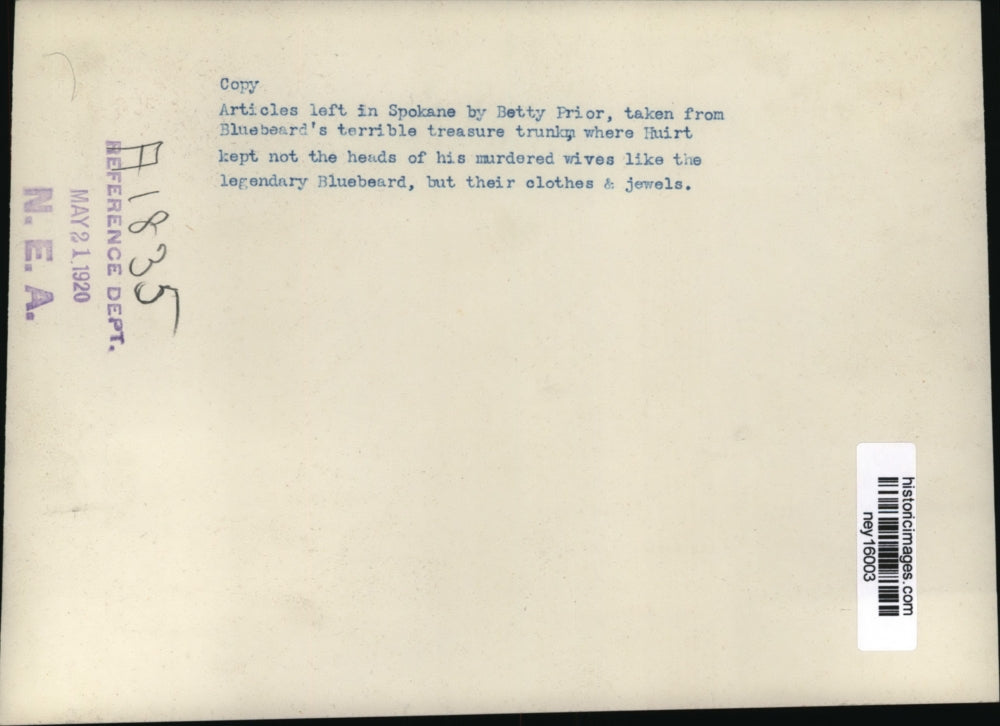 Copy
Articles left in Spokane by Betty Prior, taken from
Bluebeard's terrible treasure trunk, where Huirt
kept not the heads of his murdered wives like the
legendary Bluebeard, but their clothes & jewels.
A1835
REFERENCE DEPT.
MAY 21 1920
N. E. A.
historicimages.com
ney16003